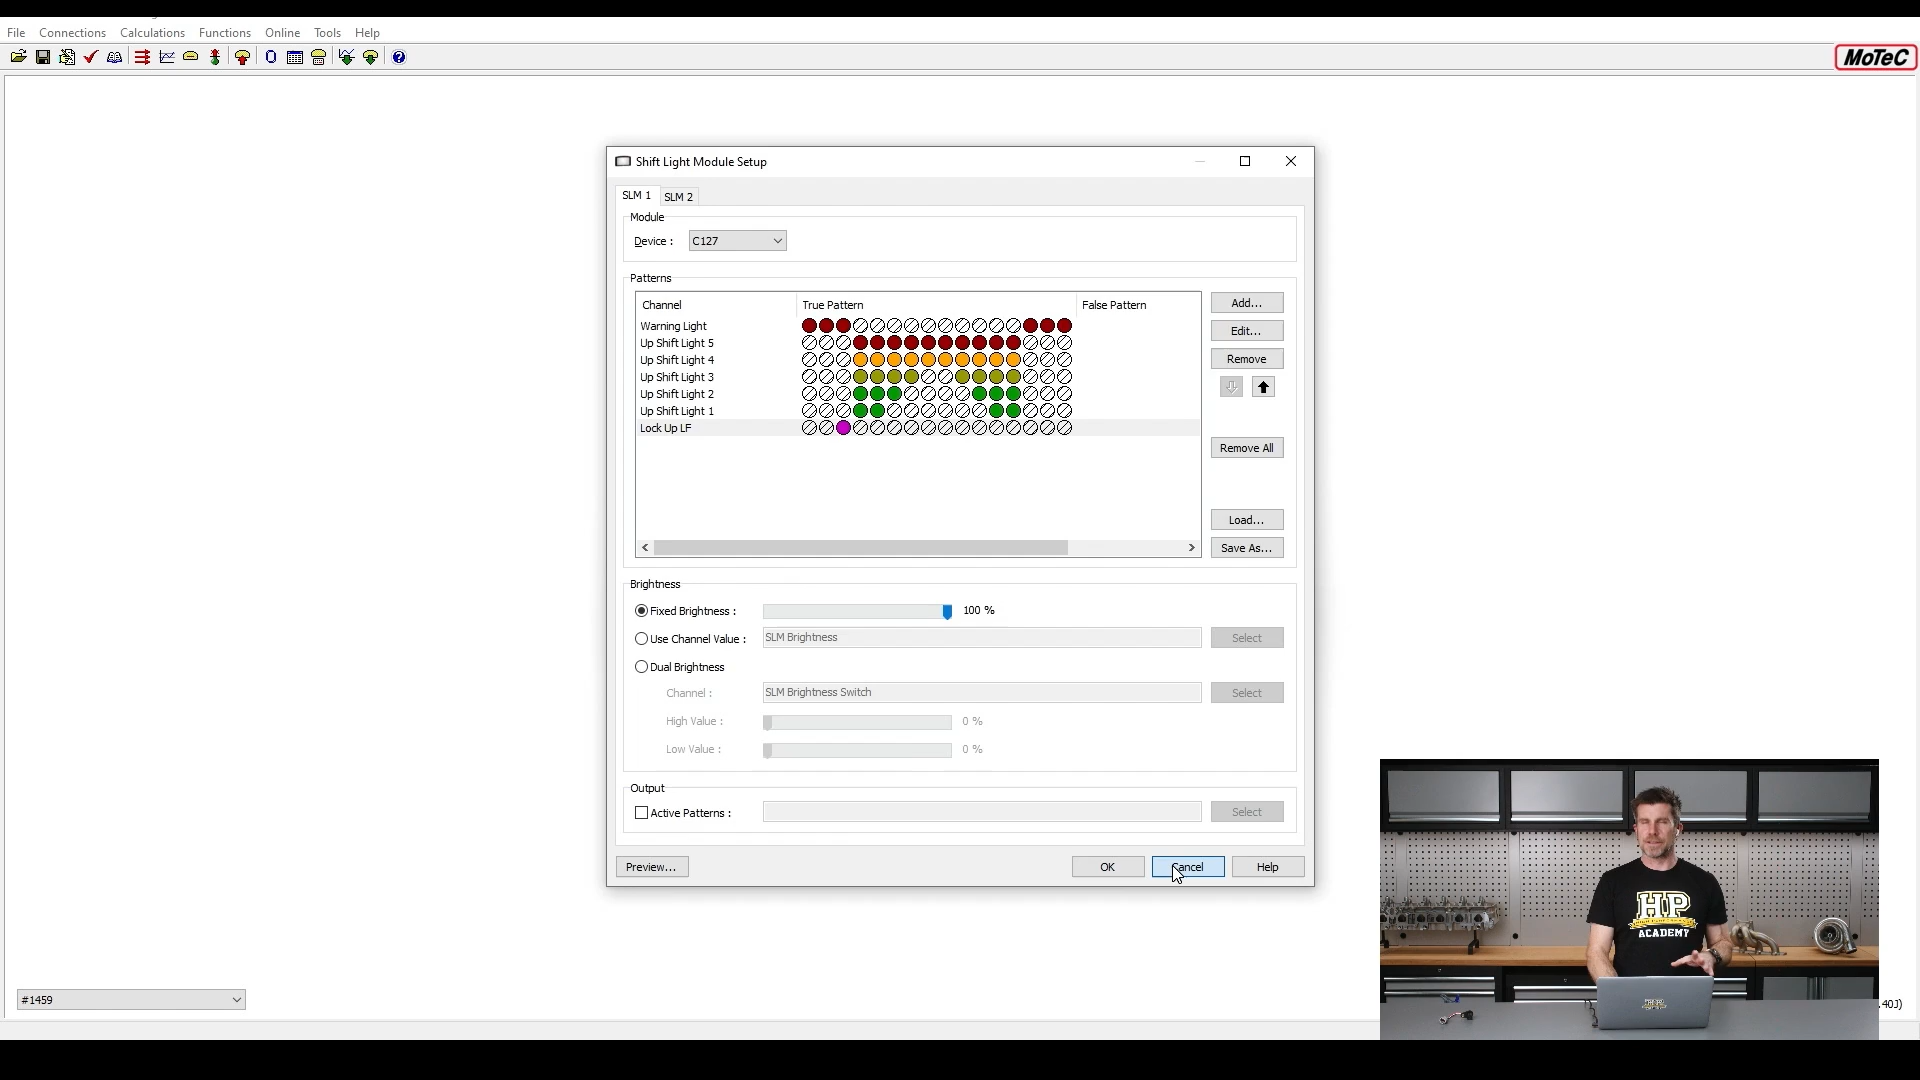 File Connections Calculations Functions Online Tools Help
MoTeC
Shift Light Module Setup
SLM 1 SLM 2
Module
Device : C127
Patterns
Channel True Pattern False Pattern
Warning Light
Up Shift Light 5
Up Shift Light 4
Up Shift Light 3
Up Shift Light 2
Up Shift Light 1
Lock Up LF
Add...
Edit...
Remove
Remove All
Load...
Save As...
Brightness
Fixed Brightness : 100 %
Use Channel Value : SLM Brightness Select
Dual Brightness
Channel : SLM Brightness Switch Select
High Value : 0 %
Low Value : 0 %
Output
Active Patterns : Select
Preview... OK Cancel Help
#1459
.40J)
HP
ACADEMY